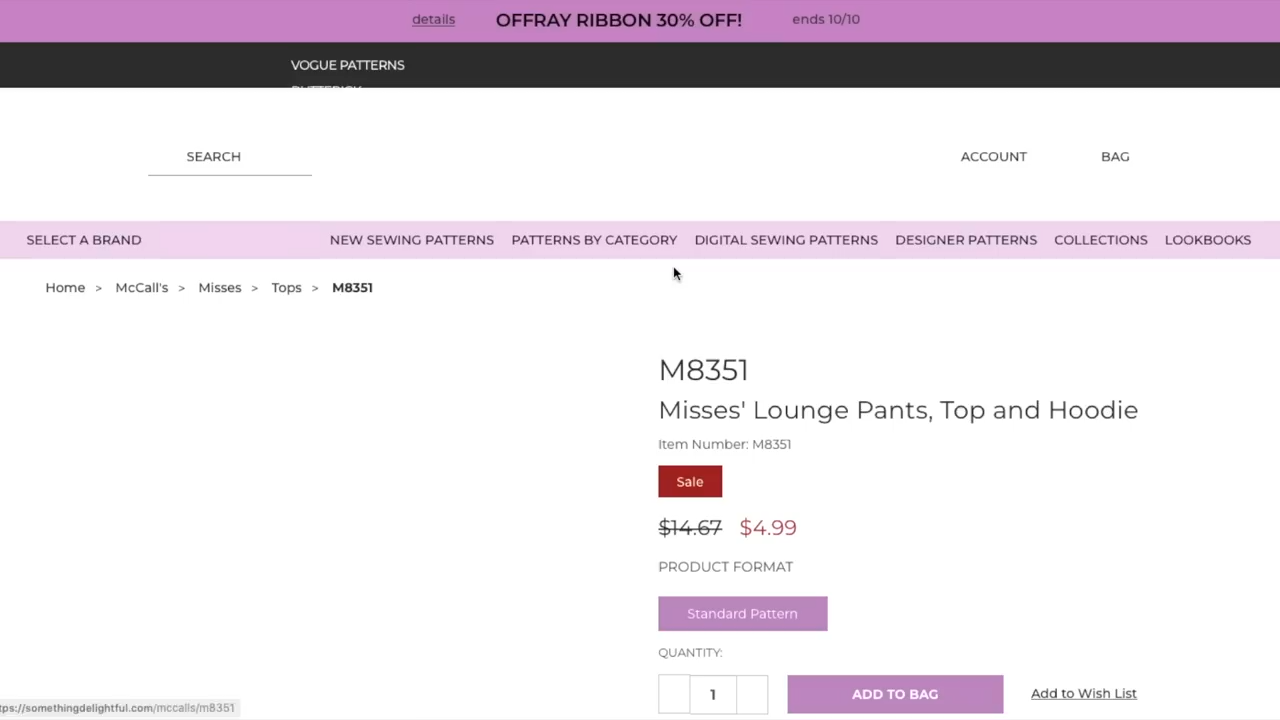 details OFFRAY RIBBON 30% OFF! ends 10/10
VOGUE PATTERNS
SEARCH ACCOUNT BAG
SELECT A BRAND NEW SEWING PATTERNS PATTERNS BY CATEGORY DIGITAL SEWING PATTERNS DESIGNER PATTERNS COLLECTIONS LOOKBOOKS
Home > McCall's > Misses > Tops > M8351
M8351
Misses' Lounge Pants, Top and Hoodie
Item Number: M8351
Sale
$14.67 $4.99
PRODUCT FORMAT
Standard Pattern
QUANTITY:
1 ADD TO BAG Add to Wish List
tps://somethingdelightful.com/mccalls/m8351